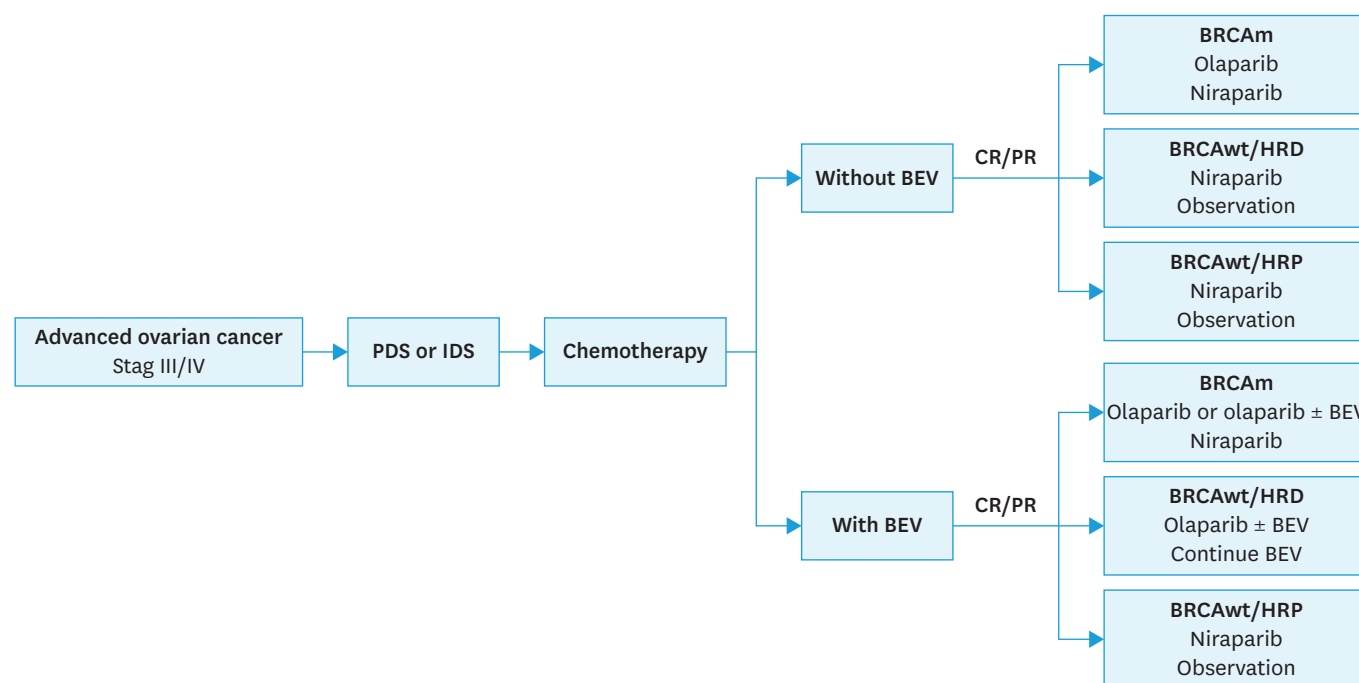 Advanced ovarian cancer
Stag III/IV
PDS or IDS
Chemotherapy
Without BEV
CR/PR
BRCAm
Olaparib
Niraparib
BRCAwt/HRD
Niraparib
Observation
BRCAwt/HRP
Niraparib
Observation
With BEV
CR/PR
BRCAm
Olaparib or olaparib ± BEV
Niraparib
BRCAwt/HRD
Olaparib ± BEV
Continue BEV
BRCAwt/HRP
Niraparib
Observation